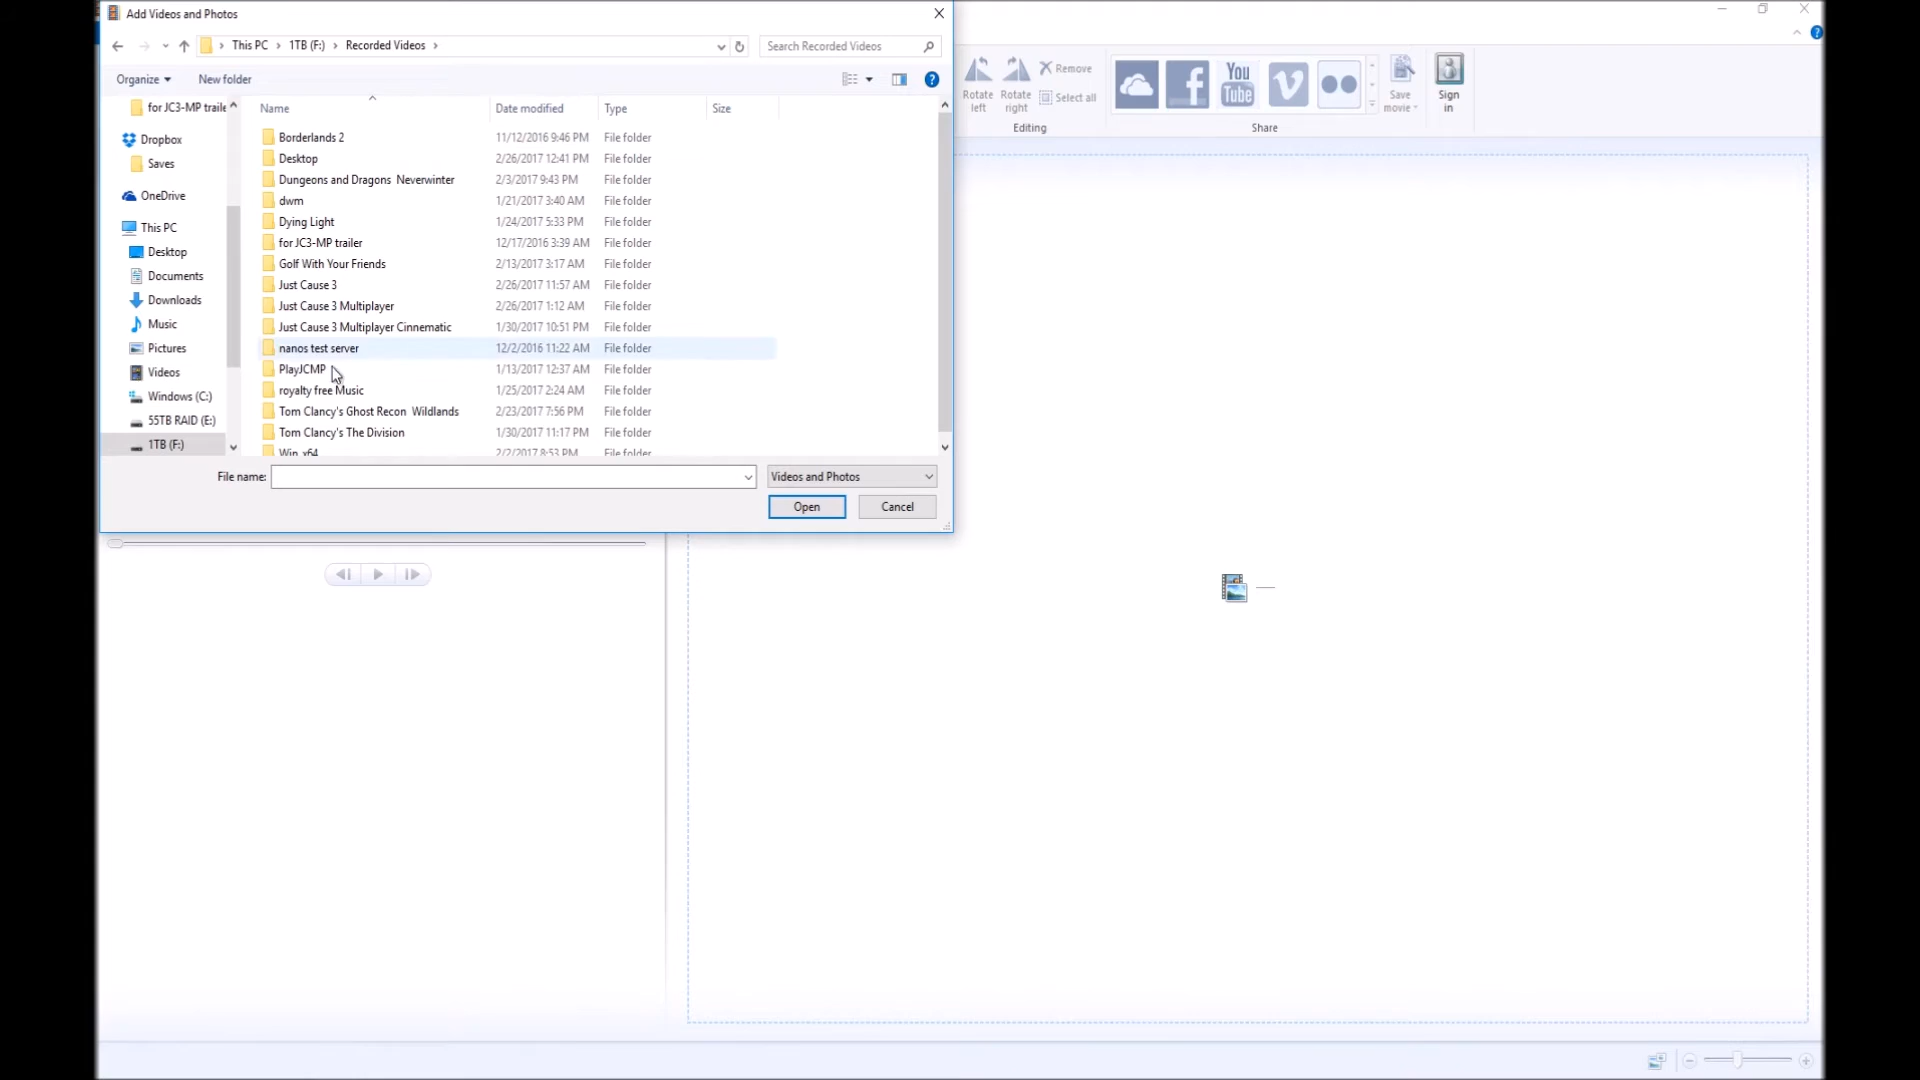 Add Videos and Photos
This PC > 1TB (F:) > Recorded Videos >
Search Recorded Videos
Organize
New folder
for JC3-MP traile
Dropbox
Saves
OneDrive
This PC
Desktop
Documents
Downloads
Music
Pictures
Videos
Windows (C:)
55TB RAID (E:)
1TB (F:)
Name Date modified Type Size
Borderlands 2 11/12/2016 9:46 PM File folder
Desktop 2/26/2017 12:41 PM File folder
Dungeons and Dragons Neverwinter 2/3/2017 9:43 PM File folder
dwm 1/21/2017 3:40 AM File folder
Dying Light 1/24/2017 5:33 PM File folder
for JC3-MP trailer 12/17/2016 3:39 AM File folder
Golf With Your Friends 2/13/2017 3:17 AM File folder
Just Cause 3 2/26/2017 11:57 AM File folder
Just Cause 3 Multiplayer 2/26/2017 1:12 AM File folder
Just Cause 3 Multiplayer Cinnematic 1/30/2017 10:51 PM File folder
nanos test server 12/2/2016 11:22 AM File folder
PlayJCMP 1/13/2017 12:37 AM File folder
royalty free Music 1/25/2017 2:24 AM File folder
Tom Clancy's Ghost Recon Wildlands 2/23/2017 7:56 PM File folder
Tom Clancy's The Division 1/30/2017 11:17 PM File folder
Win x64 2/2/2017 8:53 PM File folder
File name:
Videos and Photos
Open
Cancel
Rotate left
Rotate right
Remove
Select all
Editing
You Tube
Share
Save movie
Sign in